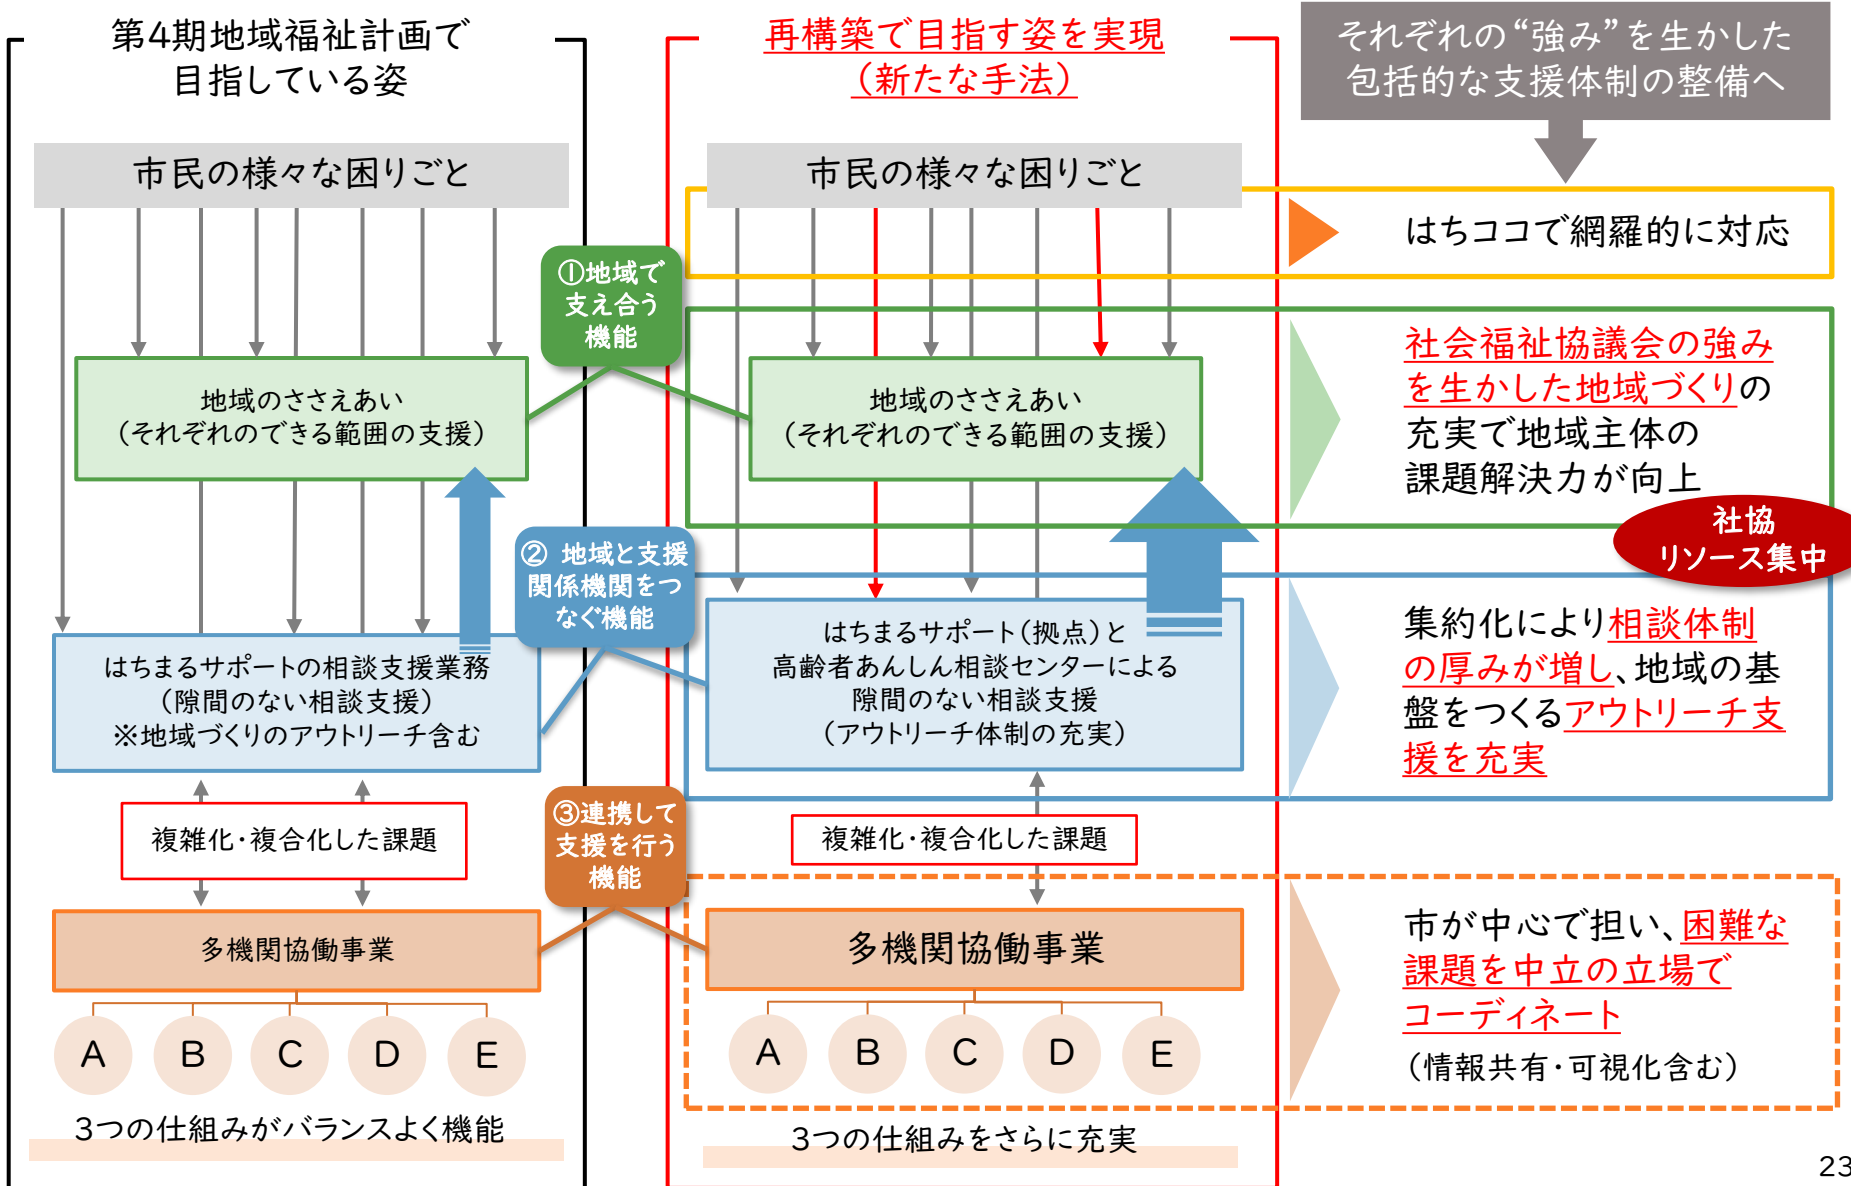 第4期地域福祉計画で
目指している姿
市民の様々な困りごと
地域のささえあい
（それぞれのできる範囲の支援）
はちまるサポートの相談支援業務
（隙間のない相談支援）
※地域づくりのアウトリーチ含む
複雑化・複合化した課題
多機関協働事業
A B C D E
3つの仕組みがバランスよく機能
①地域で
支え合う
機能
② 地域と支援
関係機関をつ
なぐ機能
③連携して
支援を行う
機能
再構築で目指す姿を実現
（新たな手法）
市民の様々な困りごと
地域のささえあい
（それぞれのできる範囲の支援）
はちまるサポート（拠点）と
高齢者あんしん相談センターによる
隙間のない相談支援
（アウトリーチ体制の充実）
複雑化・複合化した課題
多機関協働事業
A B C D E
3つの仕組みをさらに充実
それぞれの“強み”を生かした
包括的な支援体制の整備へ
はちココで網羅的に対応
社会福祉協議会の強み
を生かした地域づくりの
充実で地域主体の
課題解決力が向上
社協
リソース集中
集約化により相談体制
の厚みが増し、地域の基
盤をつくるアウトリーチ支
援を充実
市が中心で担い、困難な
課題を中立の立場で
コーディネート
（情報共有・可視化含む）
23